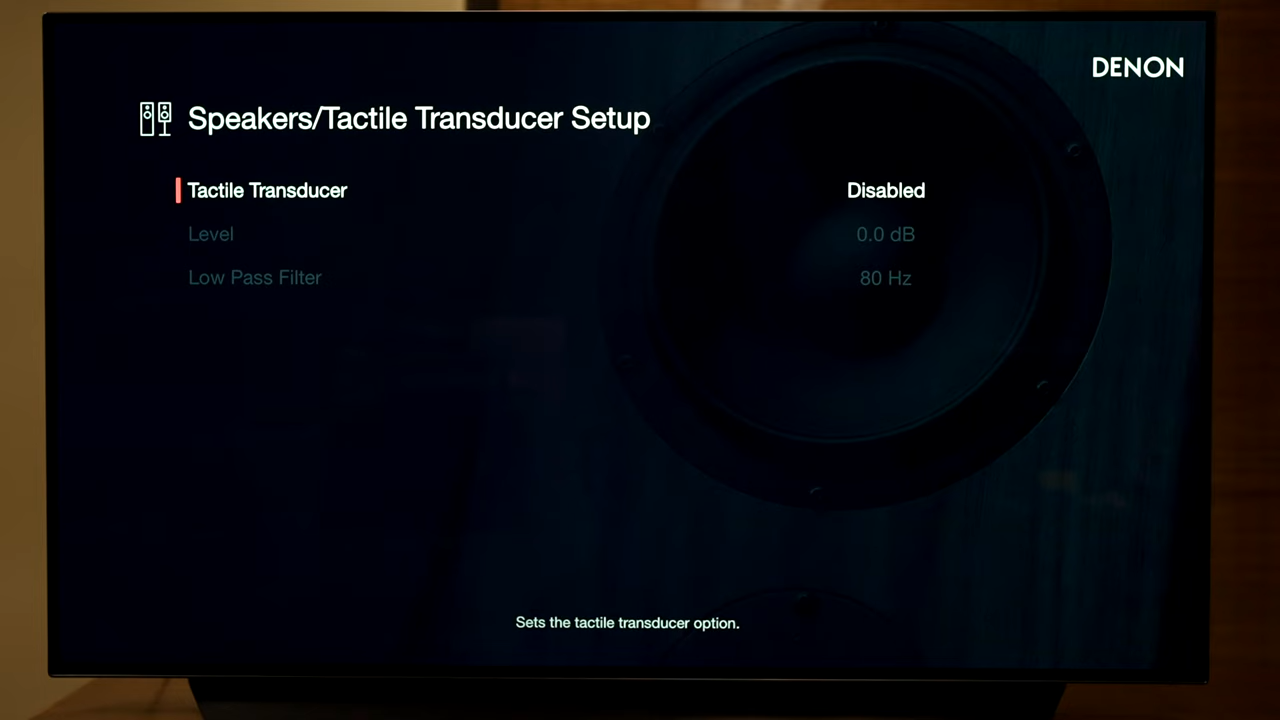 DENON
Speakers/Tactile Transducer Setup
Tactile Transducer Disabled
Level 0.0 dB
Low Pass Filter 80 Hz
Sets the tactile transducer option.